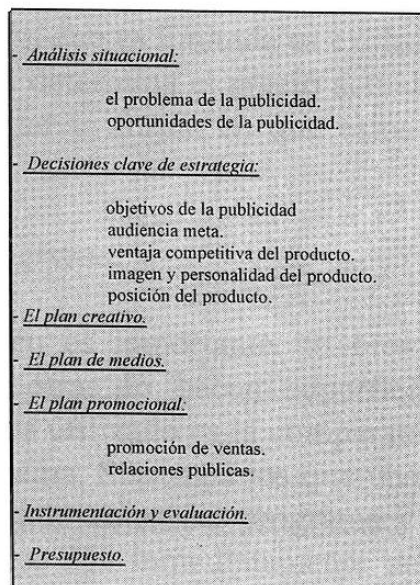 - Análisis situacional:
el problema de la publicidad.
oportunidades de la publicidad.
- Decisiones clave de estrategia:
objetivos de la publicidad
audiencia meta.
ventaja competitiva del producto.
imagen y personalidad del producto.
posición del producto.
- El plan creativo.
- El plan de medios.
- El plan promocional:
promoción de ventas.
relaciones publicas.
- Instrumentación y evaluación.
- Presupuesto.